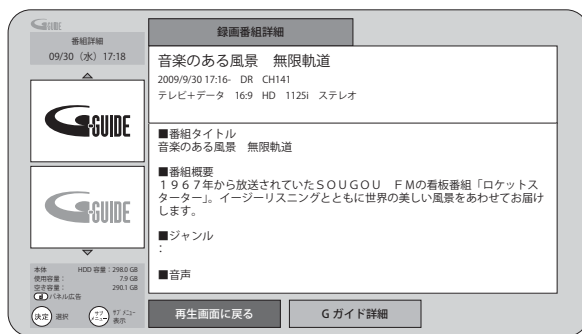 G-GUIDE
番組詳細
09/30（水）17:18
G-GUIDE
G-GUIDE
本体 HDD 容量：298.0 GB
使用容量： 7.9 GB
空き容量： 290.1 GB
d パネル広告
決定 選択 サブメニュー サブ メニュー表示
録画番組詳細
音楽のある風景　無限軌道
2009/9/30 17:16- DR CH141
テレビ+データ 16:9 HD 1125i ステレオ
■番組タイトル
音楽のある風景　無限軌道
■番組概要
１９６７年から放送されていたＳＯＵＧＯＵ　ＦＭの看板番組「ロケットス
ターター」。イージーリスニングとともに世界の美しい風景をあわせてお届け
します。
■ジャンル
：
■音声
再生画面に戻る
G ガイド詳細